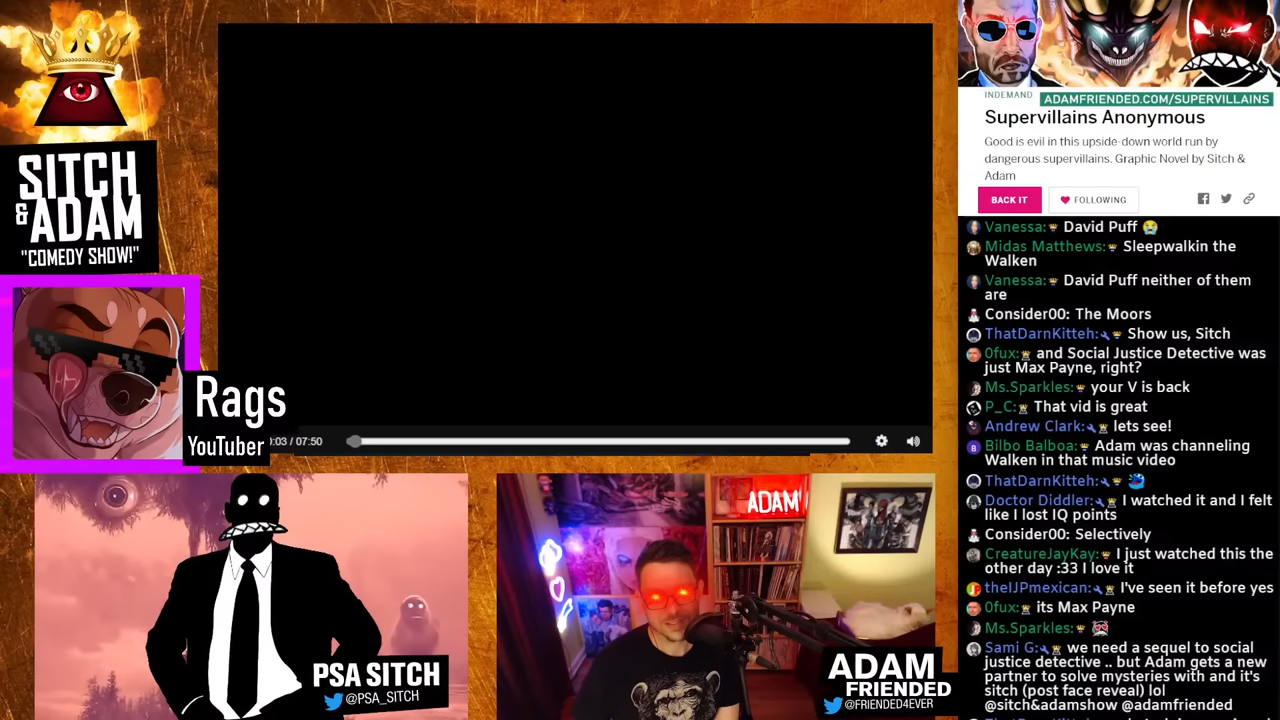 SITCH
& ADAM
"COMEDY SHOW!"
Rags
YouTuber
:03 / 07:50
PSA SITCH
@PSA_SITCH
ADAM
ADAM
FRIENDED
@FRIENDED4EVER
INDEMAND
ADAMFRIENDED.COM/SUPERVILLAINS
Supervillains Anonymous
Good is evil in this upside-down world run by
dangerous supervillains. Graphic Novel by Sitch &
Adam
BACK IT
FOLLOWING
Vanessa: David Puff 😭
Midas Matthews: Sleepwalkin the
Walken
Vanessa: David Puff neither of them
are
Consider00: The Moors
ThatDarnKitteh: Show us, Sitch
0fux: and Social Justice Detective was
just Max Payne, right?
Ms.Sparkles: your V is back
P_C: That vid is great
Andrew Clark: lets see!
Bilbo Balboa: Adam was channeling
Walken in that music video
ThatDarnKitteh:
Doctor Diddler: I watched it and I felt
like I lost IQ points
Consider00: Selectively
CreatureJayKay: I just watched this the
other day :33 I love it
theIJPmexican: I've seen it before yes
0fux: its Max Payne
Ms.Sparkles:
Sami G: we need a sequel to social
justice detective .. but Adam gets a new
partner to solve mysteries with and it's
sitch (post face reveal) lol
@sitch&adamshow @adamfriended